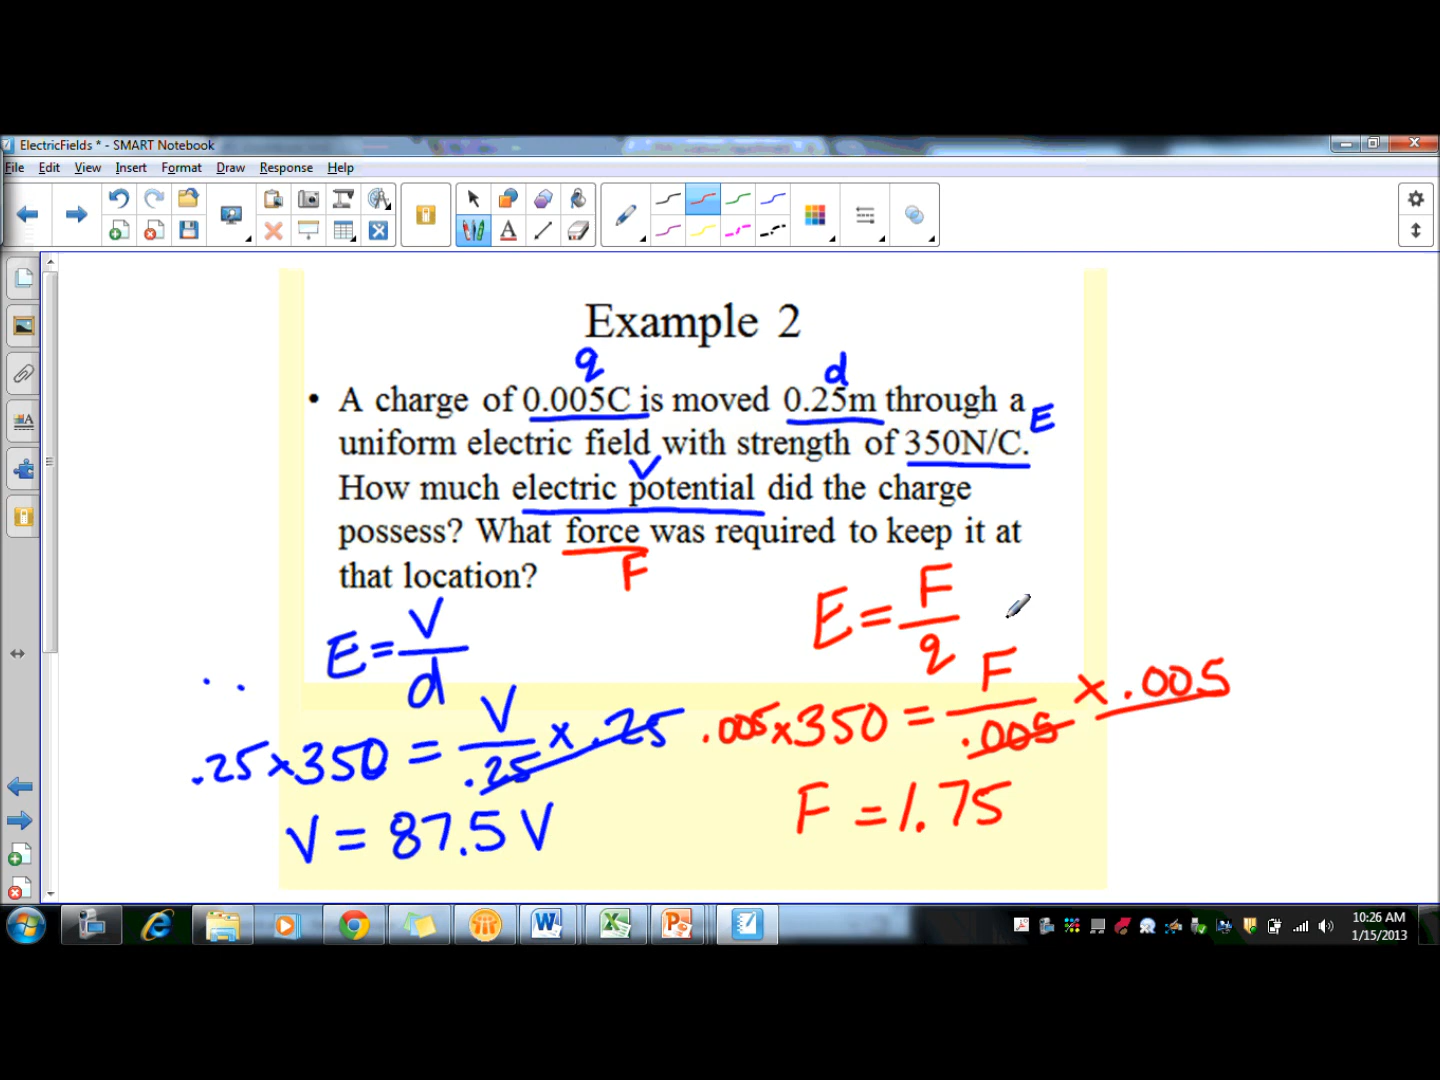 ElectricFields * - SMART Notebook
File Edit View Insert Format Draw Response Help
Example 2
q
d
• A charge of 0.005C is moved 0.25m through a
E
uniform electric field with strength of 350N/C.
V
How much electric potential did the charge
possess? What force was required to keep it at
F
that location?
E = V/d
E = F/q
.25 x 350 = V/.25 x .25
.005 x 350 = F/.005 x .005
V = 87.5 V
F = 1.75
10:26 AM
1/15/2013